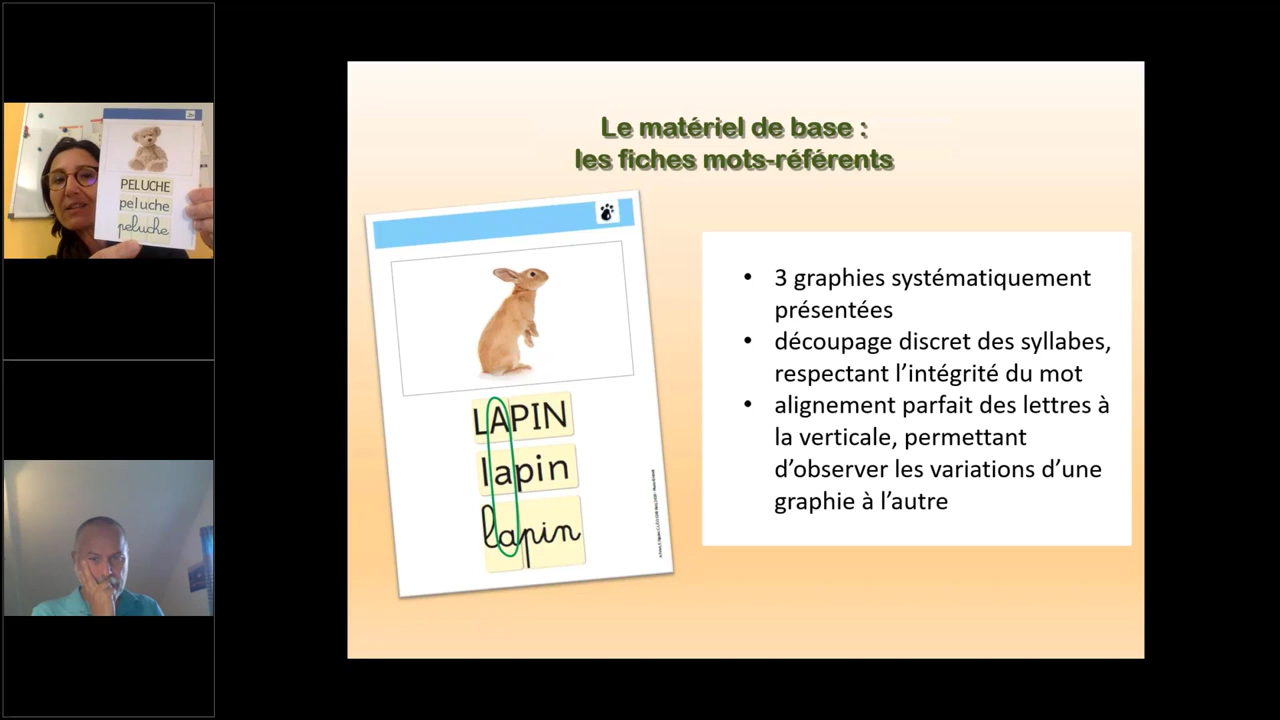 PELUCHE
peluche
peluche
Le matériel de base :
les fiches mots-référents
LAPIN
lapin
lapin
• 3 graphies systématiquement
présentées
• découpage discret des syllabes,
respectant l'intégrité du mot
• alignement parfait des lettres à
la verticale, permettant
d'observer les variations d'une
graphie à l'autre